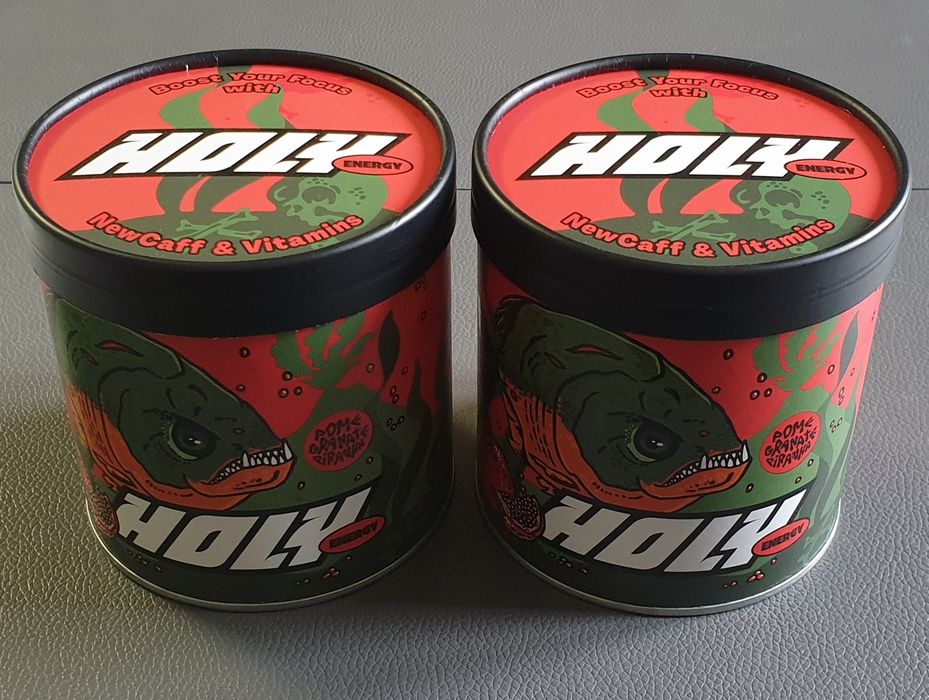 Boost Your Focus
with
HOLY
ENERGY
NewCaff & Vitamins
POME
GRANATE
PIRANHA
HOLY
ENERGY
Boost Your Focus
with
HOLY
ENERGY
NewCaff & Vitamins
POME
GRANATE
PIRANHA
HOLY
ENERGY